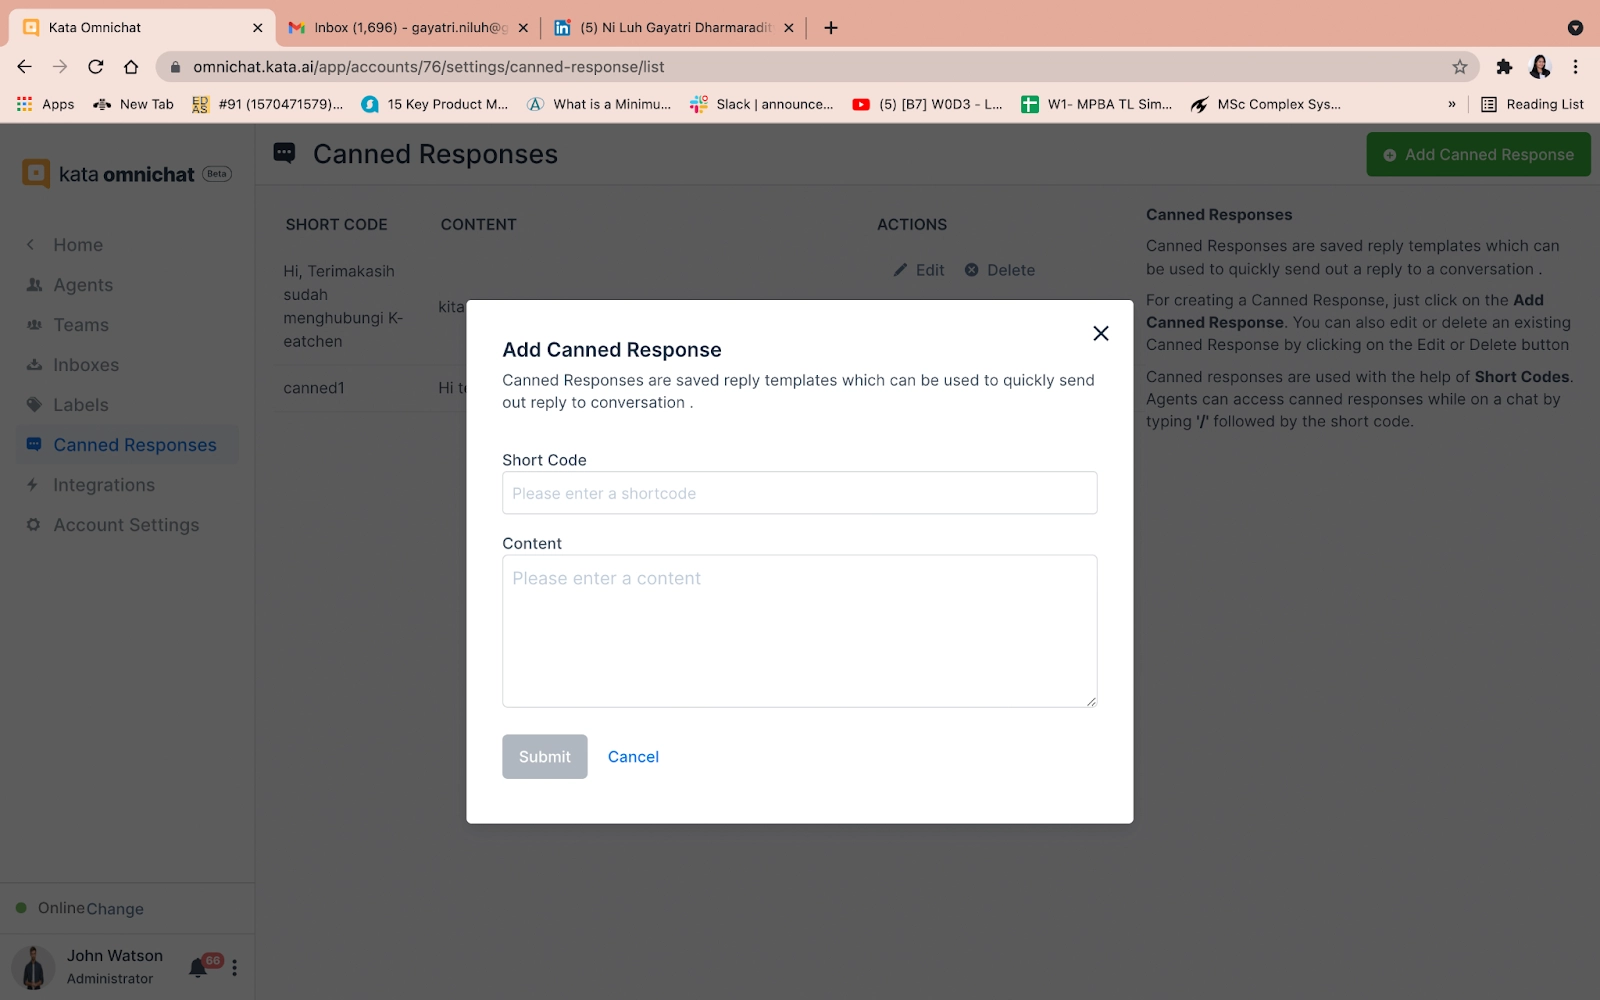 Kata Omnichat
Inbox (1,696) - gayatri.niluh@g
(5) Ni Luh Gayatri Dharmaradit
omnichat.kata.ai/app/accounts/76/settings/canned-response/list
Apps
New Tab
EDAS
#91 (1570471579)...
15 Key Product M...
What is a Minimu...
Slack | announce...
(5) [B7] W0D3 - L...
W1- MPBA TL Sim...
MSc Complex Sys...
»
Reading List
kata omnichat Beta
Home
Agents
Teams
Inboxes
Labels
Canned Responses
Integrations
Account Settings
Online Change
John Watson
Administrator
66
Canned Responses
Add Canned Response
SHORT CODE CONTENT ACTIONS
Hi, Terimakasih
sudah
menghubungi K-
eatchen
kita
Edit Delete
canned1 Hi te
Canned Responses
Canned Responses are saved reply templates which can
be used to quickly send out a reply to a conversation .
For creating a Canned Response, just click on the Add
Canned Response. You can also edit or delete an existing
Canned Response by clicking on the Edit or Delete button
Canned responses are used with the help of Short Codes.
Agents can access canned responses while on a chat by
typing '/' followed by the short code.
Add Canned Response
Canned Responses are saved reply templates which can be used to quickly send
out reply to conversation .
Short Code
Please enter a shortcode
Content
Please enter a content
Submit Cancel